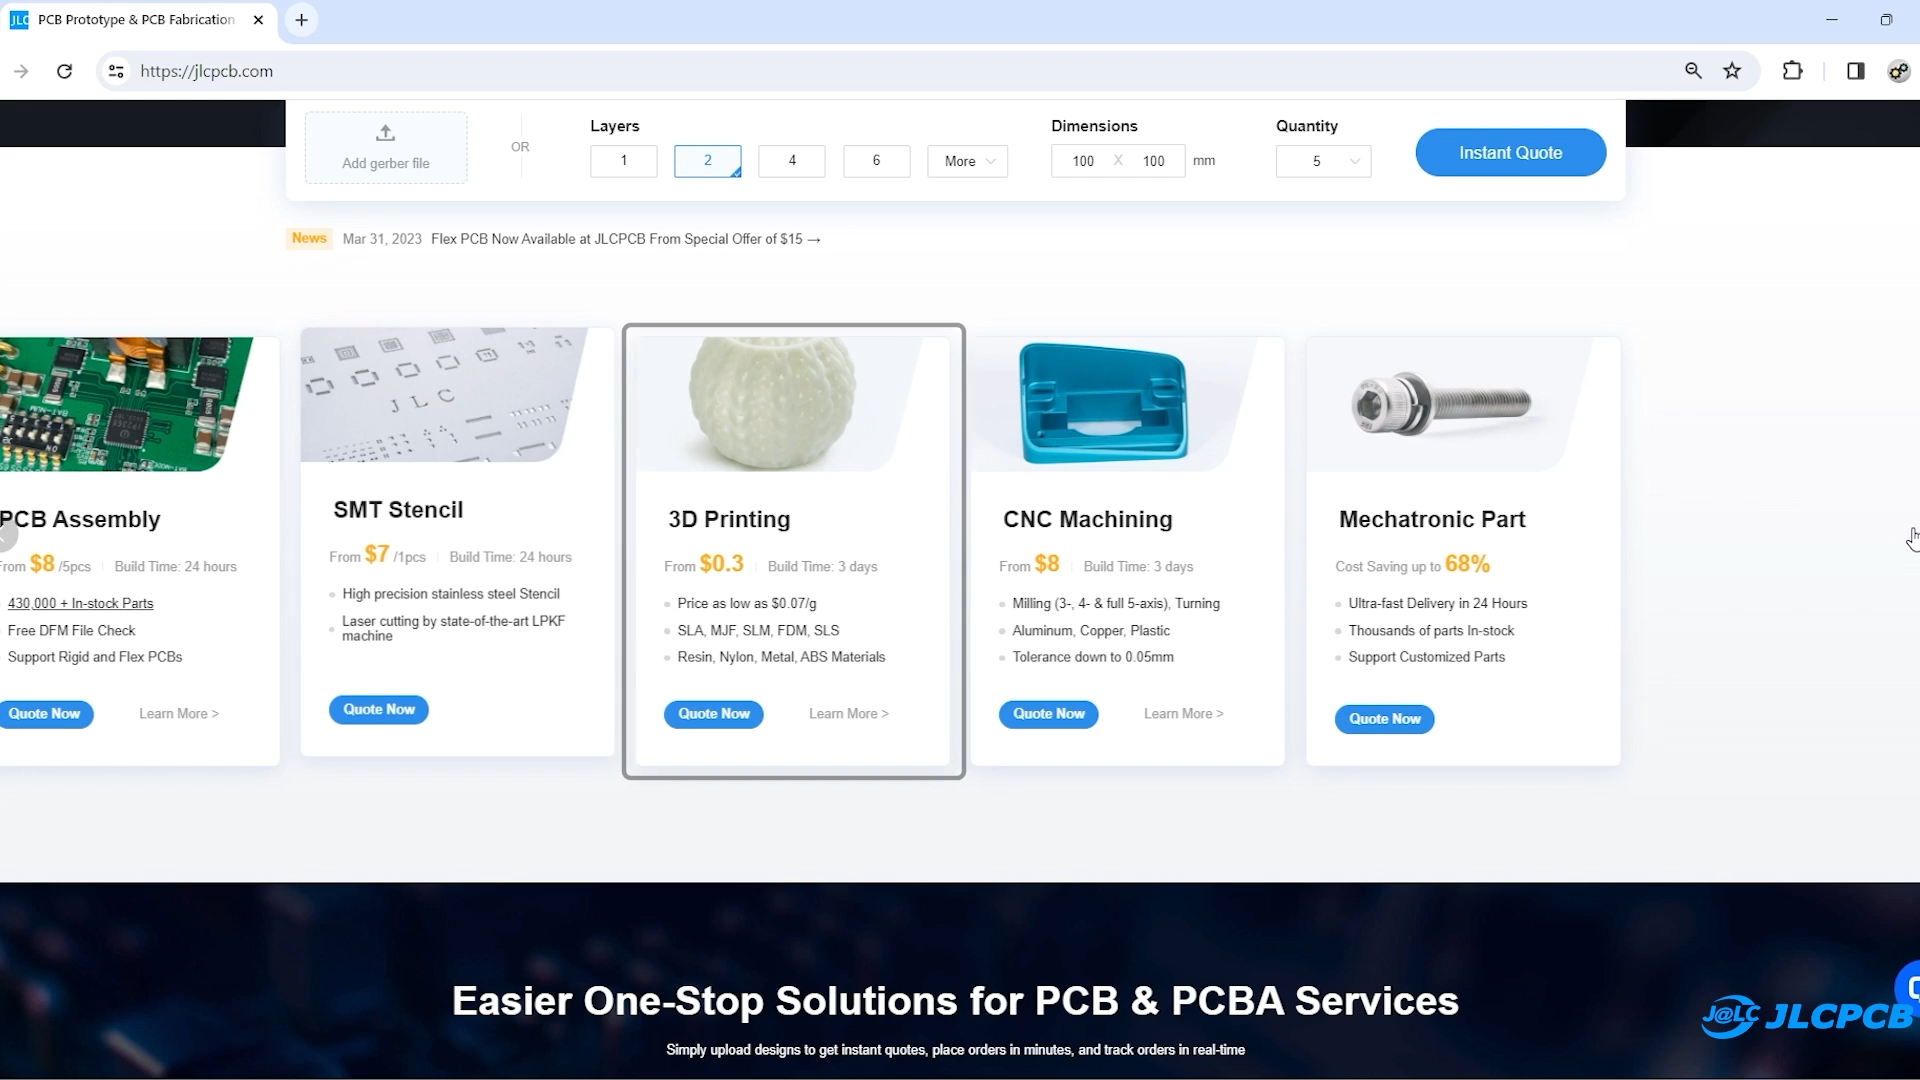 PCB Prototype & PCB Fabrication
https://jlcpcb.com
Add gerber file
OR
Layers
1
2
4
6
More
Dimensions
100 X 100 mm
Quantity
5
Instant Quote
News Mar 31, 2023 Flex PCB Now Available at JLCPCB From Special Offer of $15 →
PCB Assembly
From $8 /5pcs Build Time: 24 hours
430,000 + In-stock Parts
Free DFM File Check
Support Rigid and Flex PCBs
Quote Now Learn More >
JLC
SMT Stencil
From $7 /1pcs Build Time: 24 hours
High precision stainless steel Stencil
Laser cutting by state-of-the-art LPKF
machine
Quote Now
3D Printing
From $0.3 Build Time: 3 days
Price as low as $0.07/g
SLA, MJF, SLM, FDM, SLS
Resin, Nylon, Metal, ABS Materials
Quote Now Learn More >
CNC Machining
From $8 Build Time: 3 days
Milling (3-, 4- & full 5-axis), Turning
Aluminum, Copper, Plastic
Tolerance down to 0.05mm
Quote Now Learn More >
Mechatronic Part
Cost Saving up to 68%
Ultra-fast Delivery in 24 Hours
Thousands of parts In-stock
Support Customized Parts
Quote Now
Easier One-Stop Solutions for PCB & PCBA Services
Simply upload designs to get instant quotes, place orders in minutes, and track orders in real-time
J@LC JLCPCB